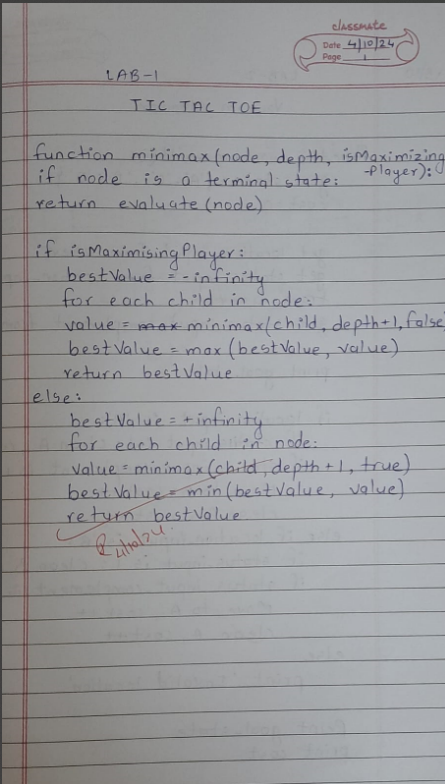 classmate
Date 4/10/24
Page 1
LAB-1
TIC TAC TOE
function minimax(node, depth, isMaximizing
-Player):
if node is a terminal state:
return evaluate(node)
if isMaximisingPlayer:
bestValue = -infinity
for each child in node:
value = max minimax(child, depth+1, false
bestValue = max (bestValue, value)
return bestValue
else:
bestValue = +infinity
for each child in node:
value = minimax(child, depth+1, true)
bestValue = min(bestValue, value)
return bestValue
4/10/24